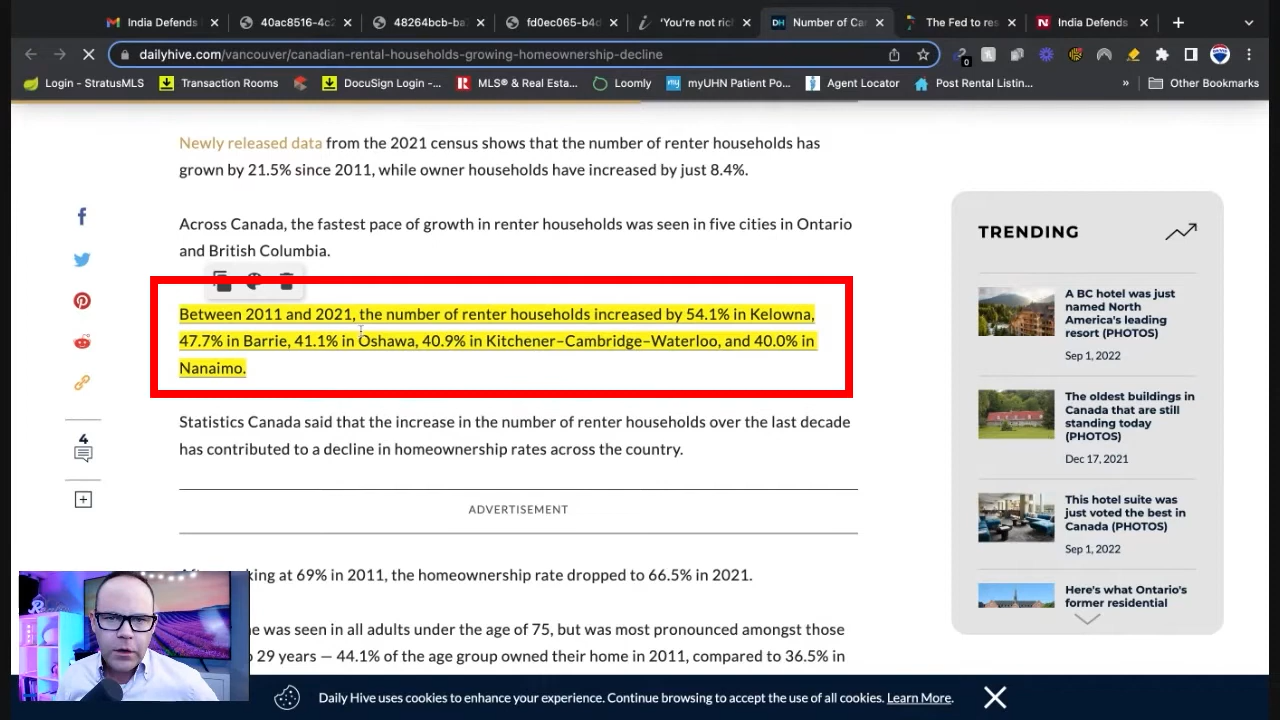 India Defends
40ac8516-4c2
48264bcb-ba
fd0ec065-b4d
'You're not ric
Number of Ca
The Fed to res
India Defends
dailyhive.com/vancouver/canadian-rental-households-growing-homeownership-decline
Login - StratusMLS
Transaction Rooms
DocuSign Login -...
MLS® & Real Esta...
Loomly
myUHN Patient Po...
Agent Locator
Post Rental Listin...
»
Other Bookmarks
Newly released data from the 2021 census shows that the number of renter households has
grown by 21.5% since 2011, while owner households have increased by just 8.4%.
Across Canada, the fastest pace of growth in renter households was seen in five cities in Ontario
and British Columbia.
Between 2011 and 2021, the number of renter households increased by 54.1% in Kelowna,
47.7% in Barrie, 41.1% in Oshawa, 40.9% in Kitchener–Cambridge–Waterloo, and 40.0% in
Nanaimo.
Statistics Canada said that the increase in the number of renter households over the last decade
has contributed to a decline in homeownership rates across the country.
4
ADVERTISEMENT
king at 69% in 2011, the homeownership rate dropped to 66.5% in 2021.
e was seen in all adults under the age of 75, but was most pronounced amongst those
29 years — 44.1% of the age group owned their home in 2011, compared to 36.5% in
TRENDING
A BC hotel was just
named North
America's leading
resort (PHOTOS)
Sep 1, 2022
The oldest buildings in
Canada that are still
standing today
(PHOTOS)
Dec 17, 2021
This hotel suite was
just voted the best in
Canada (PHOTOS)
Sep 1, 2022
Here's what Ontario's
former residential
Daily Hive uses cookies to enhance your experience. Continue browsing to accept the use of all cookies. Learn More.